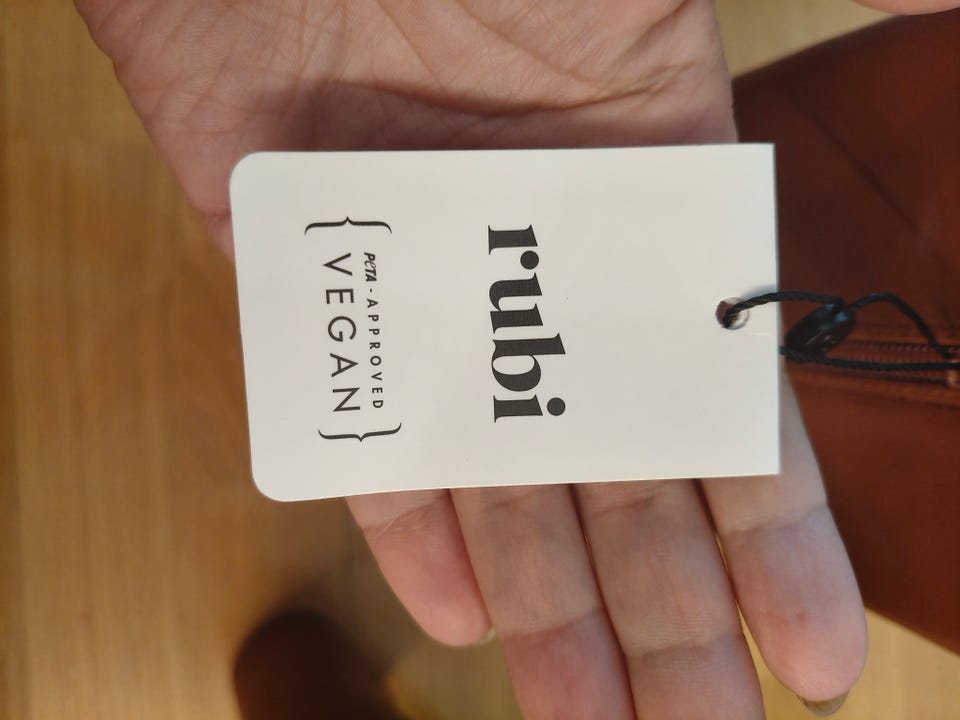 rubi
PETA - APPROVED
VEGAN